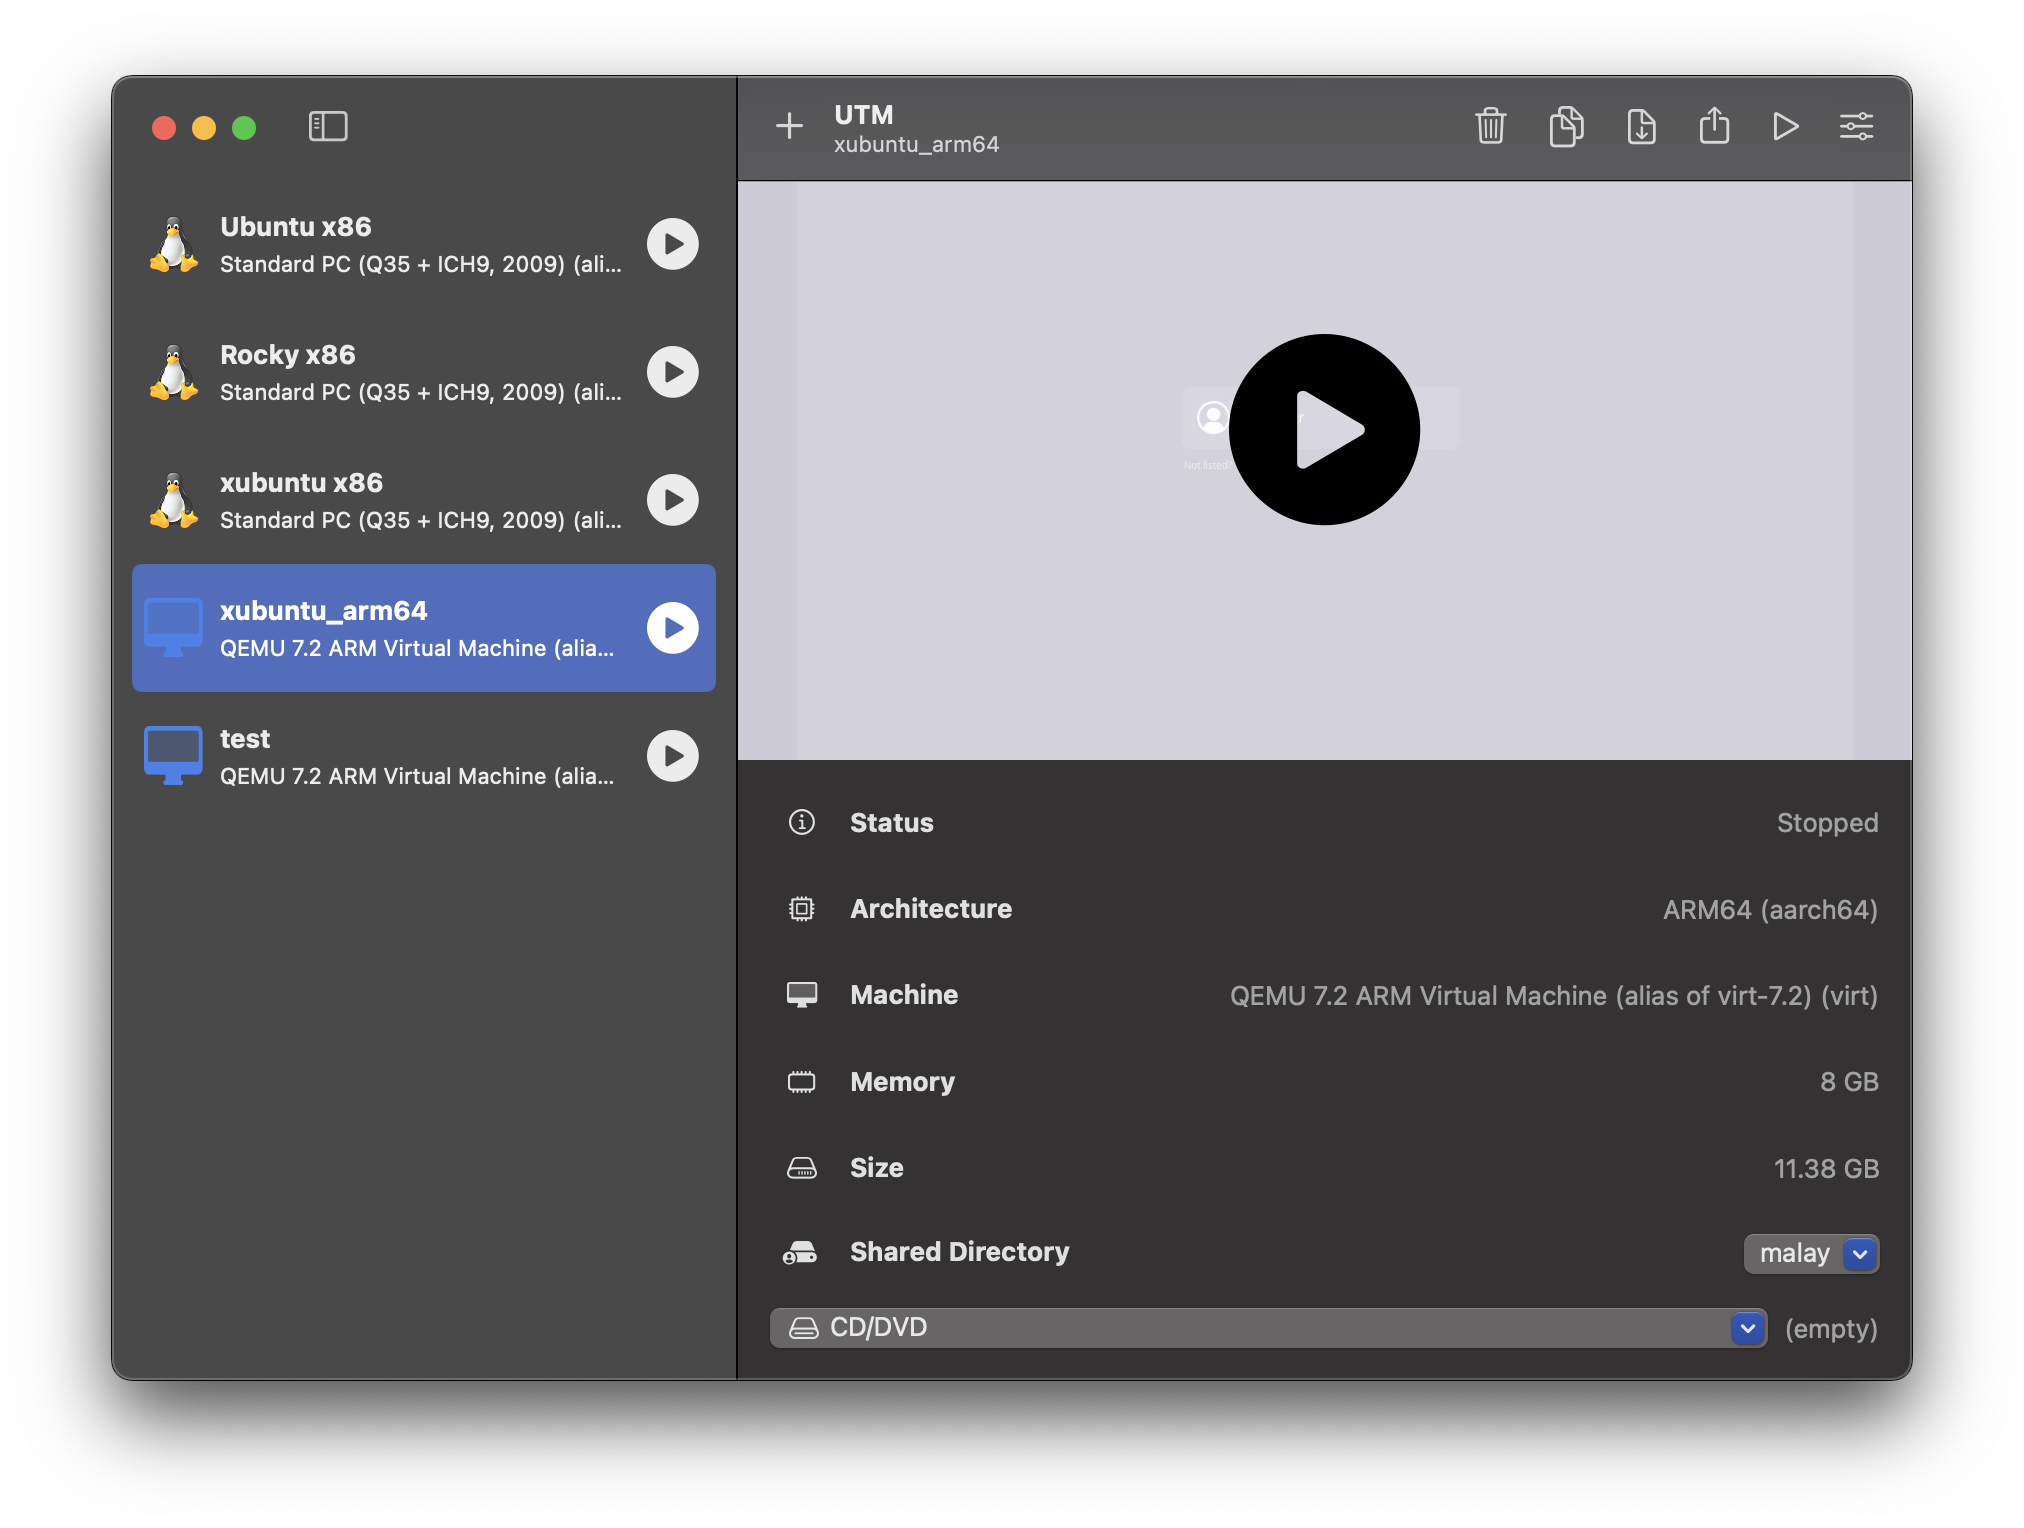 UTM
xubuntu_arm64
Ubuntu x86
Standard PC (Q35 + ICH9, 2009) (ali...
Rocky x86
Standard PC (Q35 + ICH9, 2009) (ali...
xubuntu x86
Standard PC (Q35 + ICH9, 2009) (ali...
xubuntu_arm64
QEMU 7.2 ARM Virtual Machine (alia...
test
QEMU 7.2 ARM Virtual Machine (alia...
Not listed?
Status Stopped
Architecture ARM64 (aarch64)
Machine QEMU 7.2 ARM Virtual Machine (alias of virt-7.2) (virt)
Memory 8 GB
Size 11.38 GB
Shared Directory malay
CD/DVD (empty)